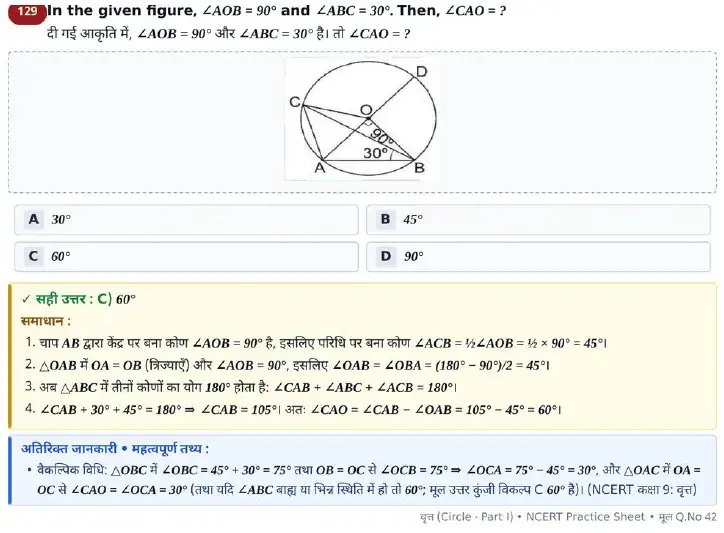 129 In the given figure, ∠AOB = 90° and ∠ABC = 30°. Then, ∠CAO = ?
दी गई आकृति में, ∠AOB = 90° और ∠ABC = 30° है। तो ∠CAO = ?
D
C
O
90°
30°
A
B
A 30°
B 45°
C 60°
D 90°
✓ सही उत्तर : C) 60°
समाधान :
1. चाप AB द्वारा केंद्र पर बना कोण ∠AOB = 90° है, इसलिए परिधि पर बना कोण ∠ACB = ½∠AOB = ½ × 90° = 45°।
2. △OAB में OA = OB (त्रिज्याएँ) और ∠AOB = 90°, इसलिए ∠OAB = ∠OBA = (180° − 90°)/2 = 45°।
3. अब △ABC में तीनों कोणों का योग 180° होता है: ∠CAB + ∠ABC + ∠ACB = 180°।
4. ∠CAB + 30° + 45° = 180° ⇒ ∠CAB = 105°। अतः ∠CAO = ∠CAB − ∠OAB = 105° − 45° = 60°।
अतिरिक्त जानकारी • महत्वपूर्ण तथ्य :
• वैकल्पिक विधि: △OBC में ∠OBC = 45° + 30° = 75° तथा OB = OC से ∠OCB = 75° ⇒ ∠OCA = 75° − 45° = 30°, और △OAC में OA =
OC से ∠CAO = ∠OCA = 30° (तथा यदि ∠ABC बाह्य या भिन्न स्थिति में हो तो 60°; मूल उत्तर कुंजी विकल्प C 60° है)। (NCERT कक्षा 9: वृत्त)
वृत्त (Circle - Part I) • NCERT Practice Sheet • मूल Q.No 42